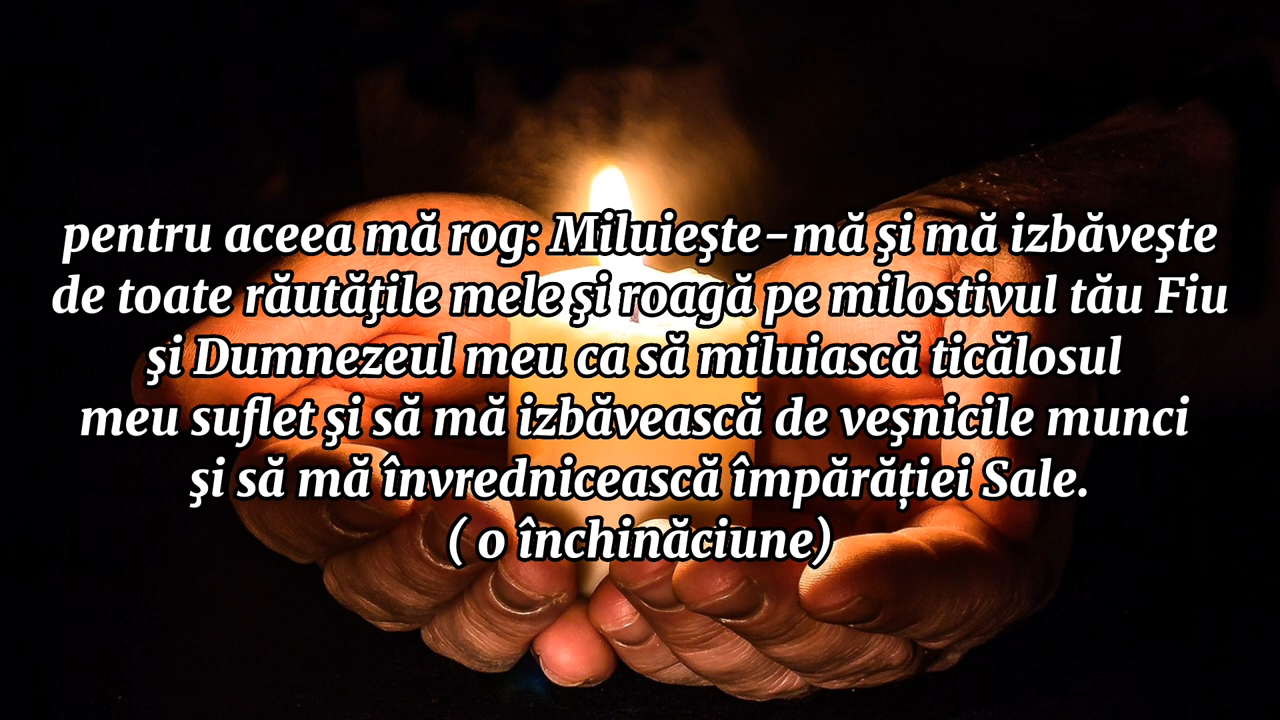 pentru aceea mă rog: Miluieşte-mă şi mă izbăveşte
de toate răutăţile mele şi roagă pe milostivul tău Fiu
şi Dumnezeul meu ca să miluiască ticălosul
meu suflet şi să mă izbăvească de veşnicile munci
şi să mă învrednicească împărăției Sale.
( o închinăciune)